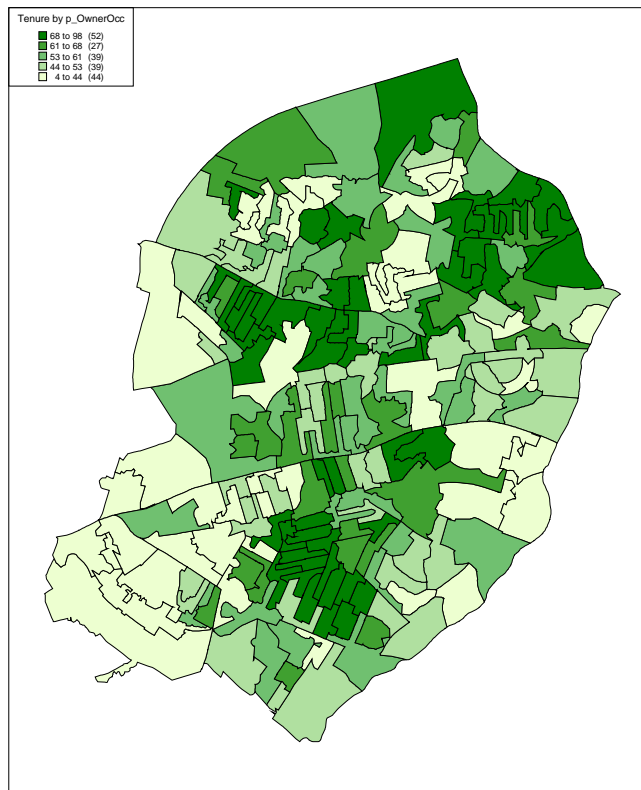 Tenure by p_OwnerOcc
68 to 98 (52)
61 to 68 (27)
53 to 61 (39)
44 to 53 (39)
4 to 44 (44)